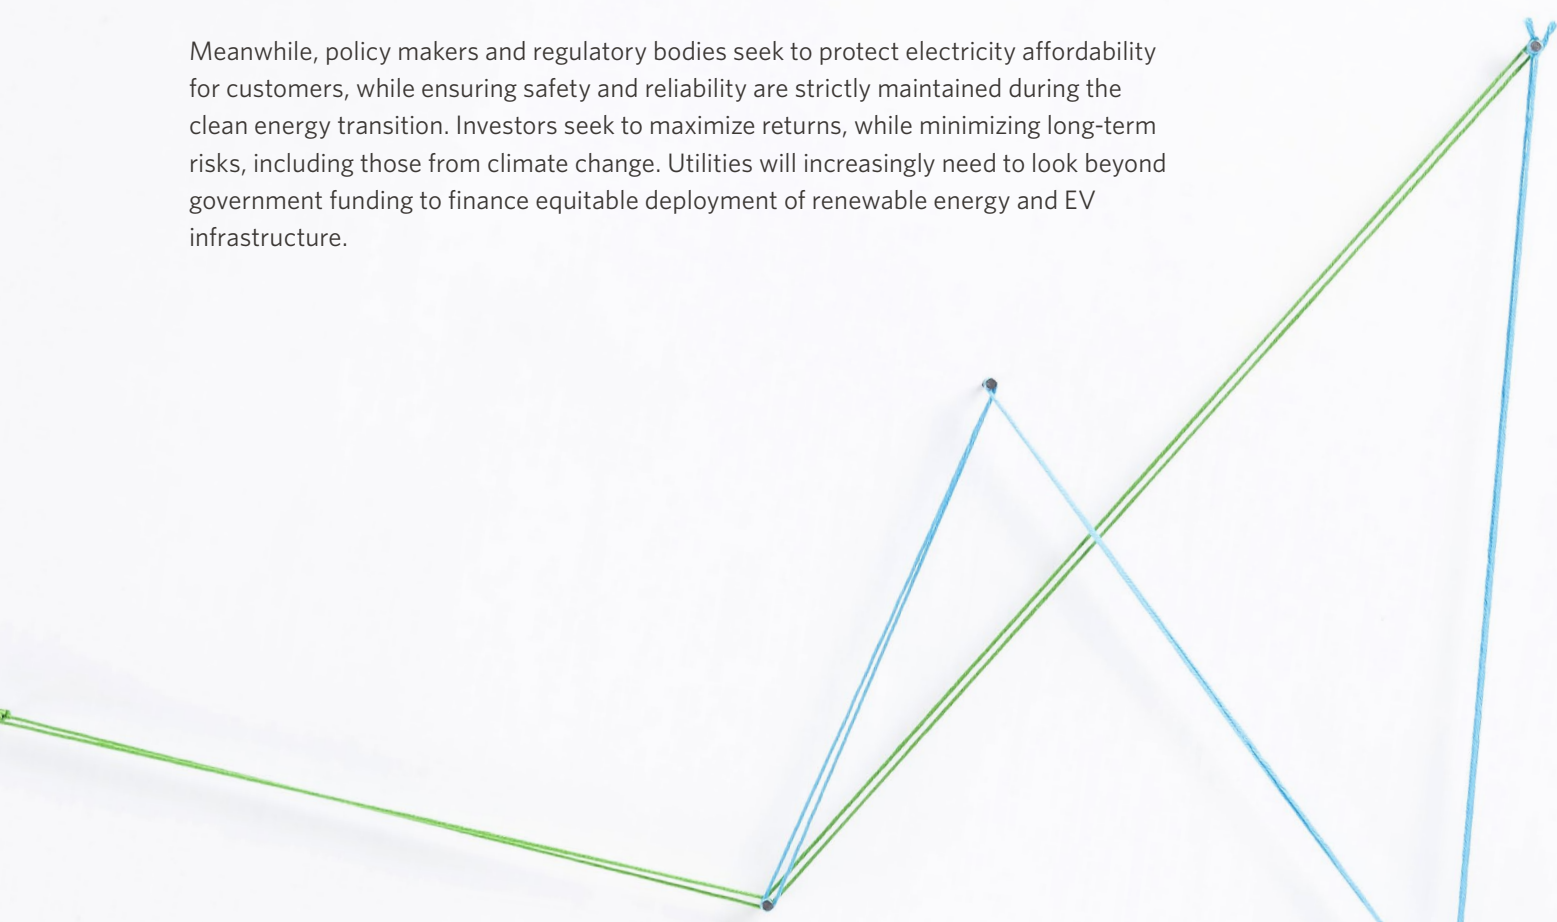 Meanwhile, policy makers and regulatory bodies seek to protect electricity affordability
for customers, while ensuring safety and reliability are strictly maintained during the
clean energy transition. Investors seek to maximize returns, while minimizing long-term
risks, including those from climate change. Utilities will increasingly need to look beyond
government funding to finance equitable deployment of renewable energy and EV
infrastructure.